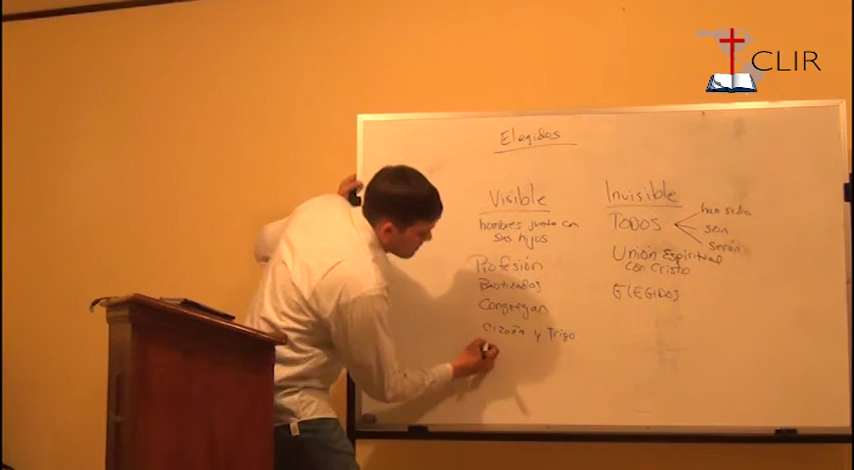 CLIR
Elegidos
Visible
hombres junto con
sus hijos
Profesión
Bautizados
Congregan
Cizaña y Trigo
Invisible
TODOS
han sido
son
serán
Unión Espiritual
con Cristo
ELEGIDOS